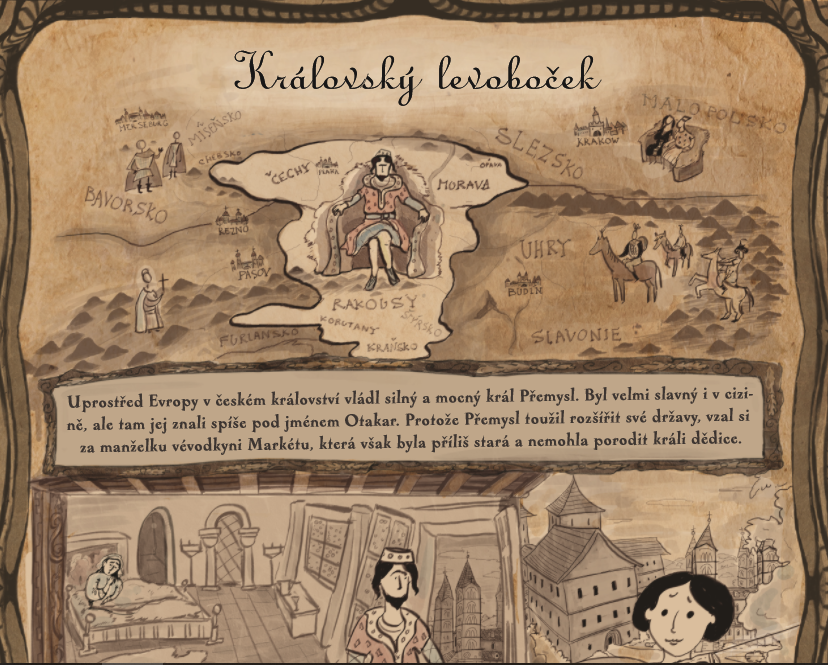 Královský levoboček
MERSEBURG
MÍŠEŇSKO
MALOPOLSKO
SLEZSKO
KRAKOW
CHEBSKO
ČECHY
PRAHA
OPAVA
MORAVA
BAVORSKO
ŘEZNO
PASOV
UHRY
BUDÍN
RAKOUSY
KORUTANY
ŠTÝRSKO
FURLANSKO
KRAŇSKO
SLAVONIE
Uprostřed Evropy v českém království vládl silný a mocný král Přemysl. Byl velmi slavný i v cizi-
ně, ale tam jej znali spíše pod jménem Otakar. Protože Přemysl toužil rozšířit své državy, vzal si
za manželku vévodkyni Markétu, která však byla příliš stará a nemohla porodit králi dědice.